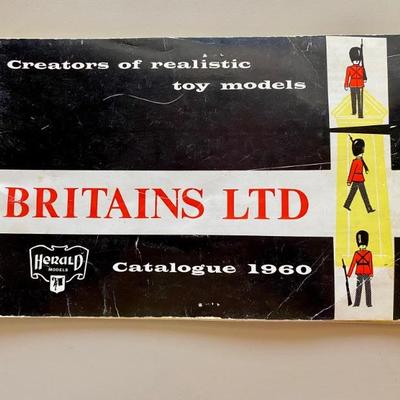 Creators of realistic
toy models
BRITAINS LTD
HERALD
MODELS
Catalogue 1960